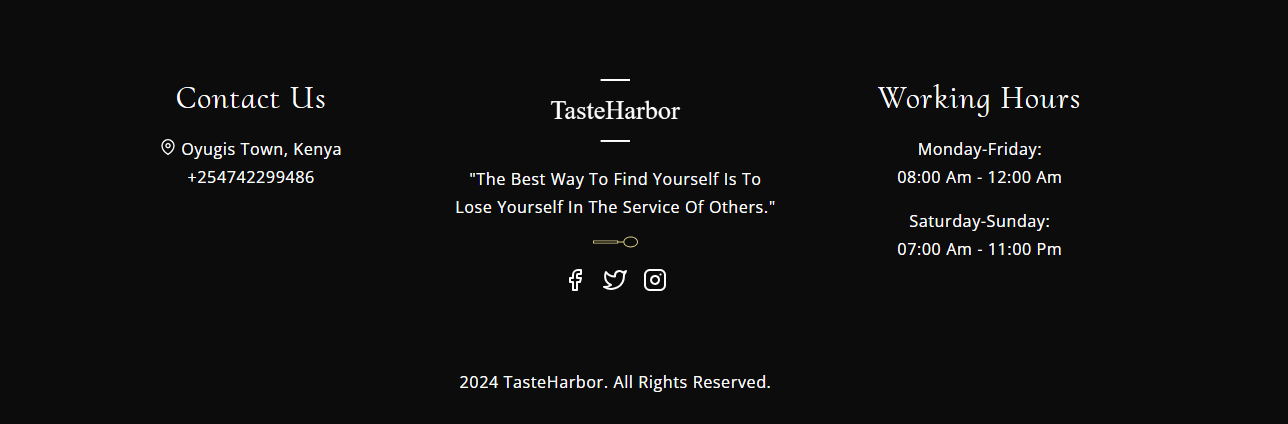 Contact Us
Oyugis Town, Kenya
+254742299486
TasteHarbor
"The Best Way To Find Yourself Is To
Lose Yourself In The Service Of Others."
Working Hours
Monday-Friday:
08:00 Am - 12:00 Am
Saturday-Sunday:
07:00 Am - 11:00 Pm
2024 TasteHarbor. All Rights Reserved.